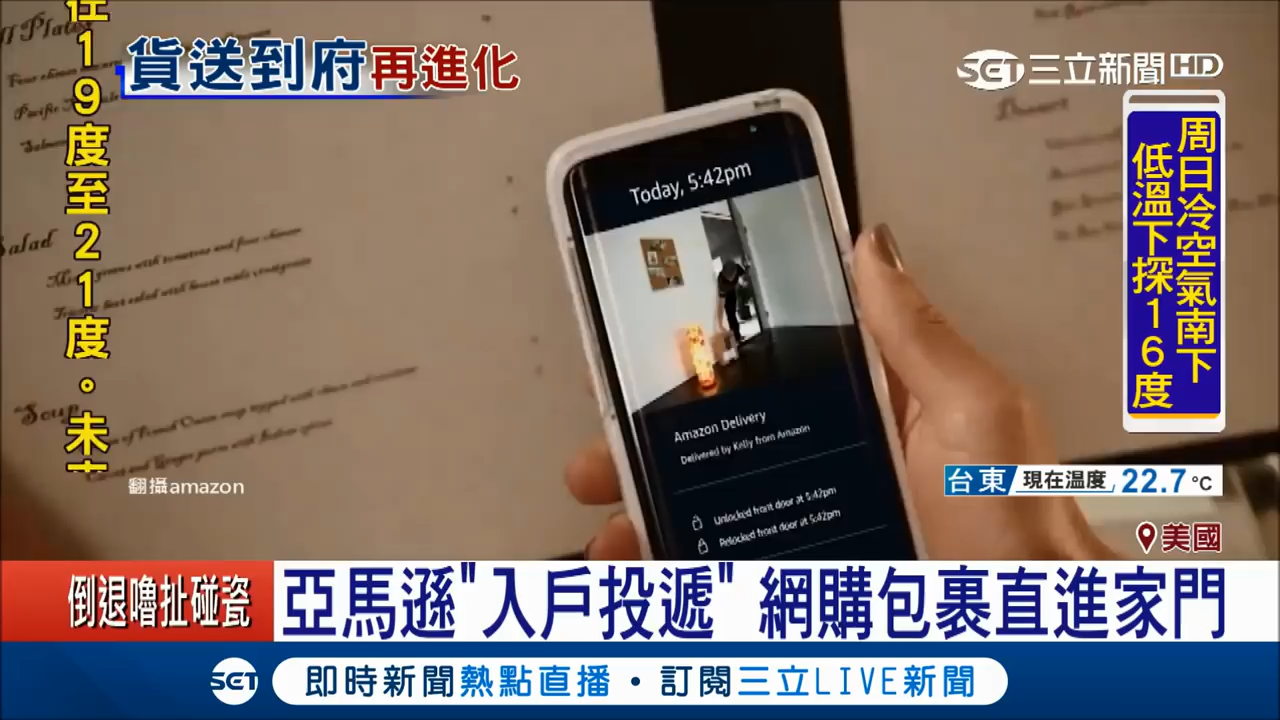 貨送到府再進化
SET三立新聞HD
19度至21度。未
周日冷空氣南下
低溫下探16度
Today, 5:42pm
Amazon Delivery
Delivered by Kelly from Amazon
Unlocked front door at 5:42pm
Relocked front door at 5:42pm
Salad
Soup
Dessert
翻攝amazon
台東 現在溫度 22.7°C
美國
倒退嚕扯碰瓷
亞馬遜"入戶投遞" 網購包裹直進家門
SET 即時新聞熱點直播・訂閱三立LIVE新聞